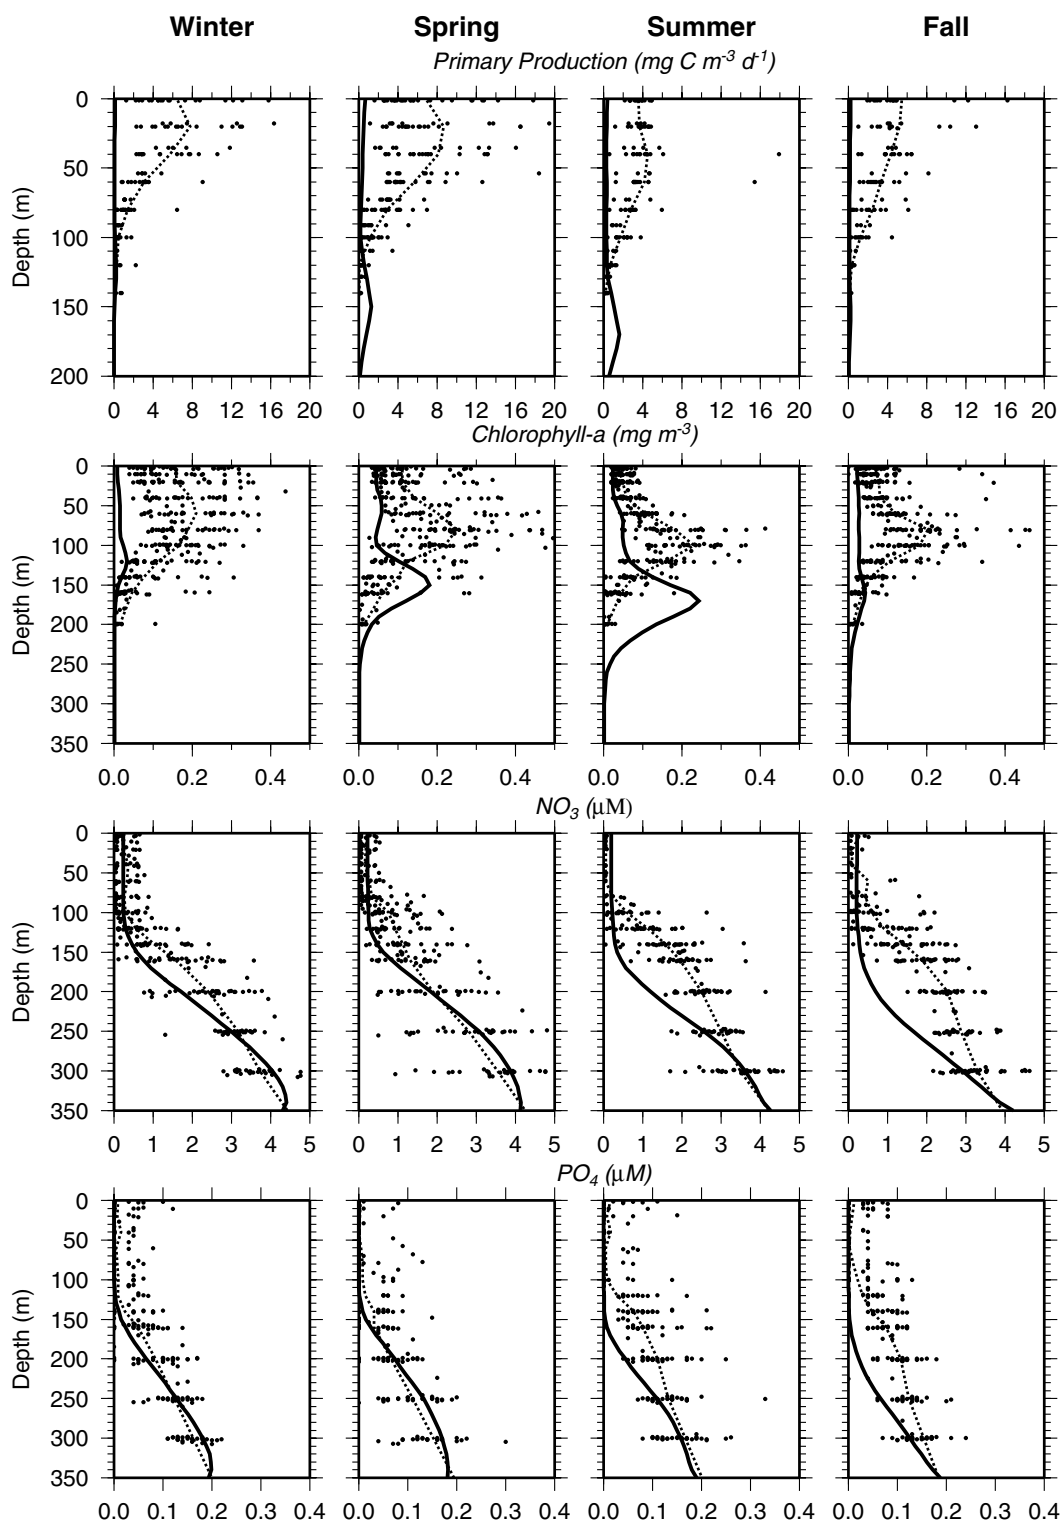 Winter Spring Summer Fall
Primary Production (mg C m-3 d-1)
Depth (m)
0
50
100
150
200
0 4 8 12 16 20 0 4 8 12 16 20 0 4 8 12 16 20 0 4 8 12 16 20
Chlorophyll-a (mg m-3)
Depth (m)
0
50
100
150
200
250
300
350
0.0 0.2 0.4 0.0 0.2 0.4 0.0 0.2 0.4 0.0 0.2 0.4
NO3 (μM)
Depth (m)
0
50
100
150
200
250
300
350
0 1 2 3 4 5 0 1 2 3 4 5 0 1 2 3 4 5 0 1 2 3 4 5
PO4 (μM)
Depth (m)
0
50
100
150
200
250
300
350
0.0 0.1 0.2 0.3 0.0 0.1 0.2 0.3 0.0 0.1 0.2 0.3 0.0 0.1 0.2 0.3 0.4